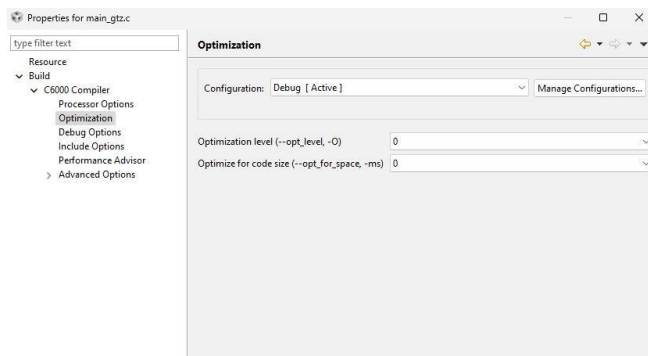 Properties for main_gtz.c
type filter text
Resource
Build
C6000 Compiler
Processor Options
Optimization
Debug Options
Include Options
Performance Advisor
Advanced Options
Optimization
Configuration: Debug [ Active ] Manage Configurations...
Optimization level (--opt_level, -O) 0
Optimize for code size (--opt_for_space, -ms) 0